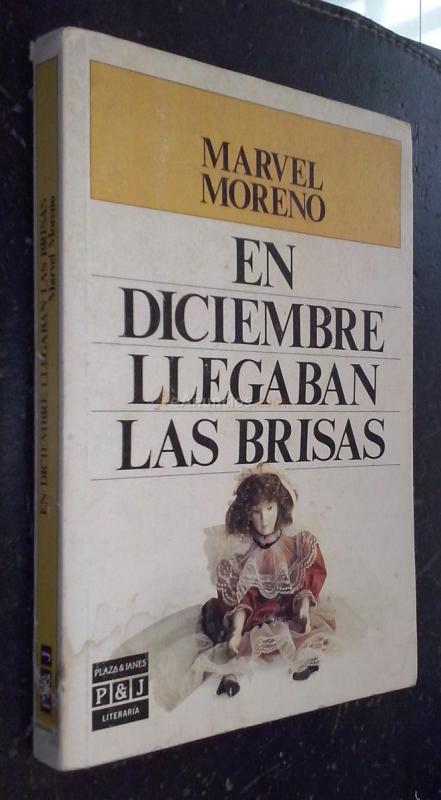 MARVEL
MORENO
EN
DICIEMBRE
LLEGABAN
LAS BRISAS
PLAZA & JANES
P & J
LITERARIA
EN DICIEMBRE LLEGABAN LAS BRISAS
Marvel Moreno
P & J